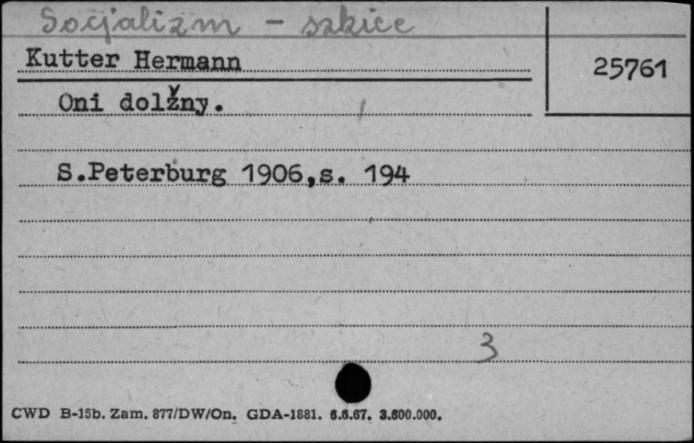 Socjalizm - szkice
Kutter Hermann
25761
Oni dolžny.
S.Peterburg 1906,s. 194
3
CWD B-15b. Zam. 877/DW/On. GDA-1881. 6.6.67. 3.600.000.